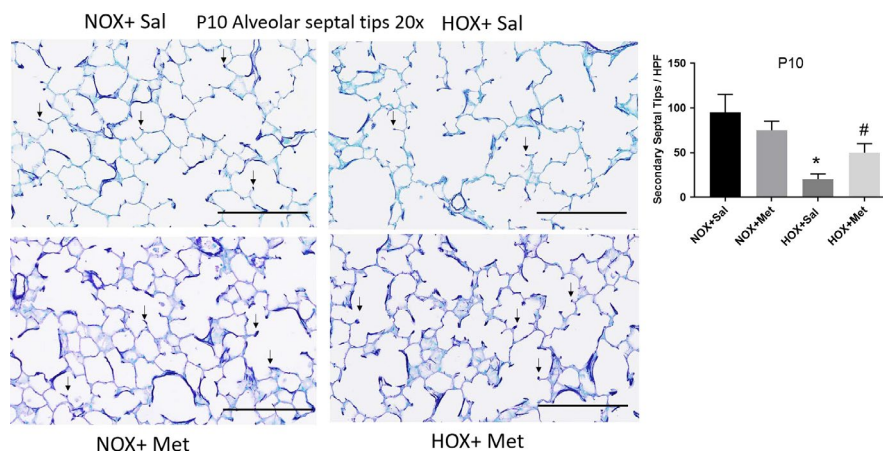 NOX+ Sal
P10 Alveolar septal tips 20x
HOX+ Sal
NOX+ Met
HOX+ Met
P10
Secondary Septal Tips / HPF
150
100
50
0
*
#
NOX+Sal
NOX+Met
HOX+Sal
HOX+Met